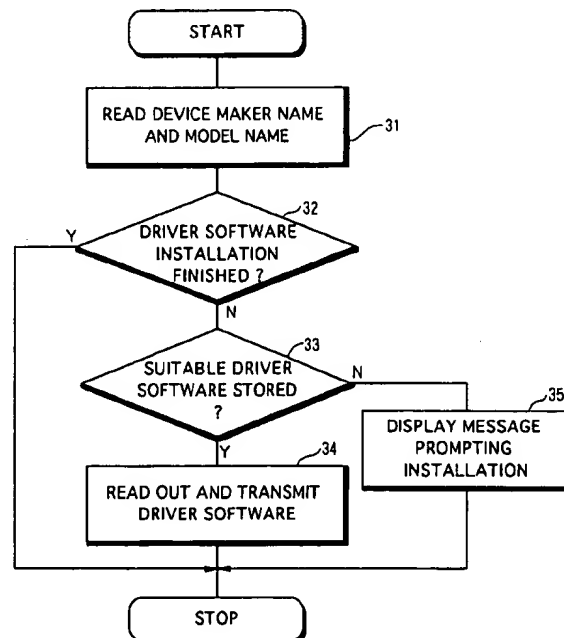 START
READ DEVICE MAKER NAME
AND MODEL NAME
31
32
Y
DRIVER SOFTWARE
INSTALLATION
FINISHED ?
N
33
SUITABLE DRIVER
SOFTWARE STORED
?
N
35
DISPLAY MESSAGE
PROMPTING
INSTALLATION
Y
34
READ OUT AND TRANSMIT
DRIVER SOFTWARE
STOP